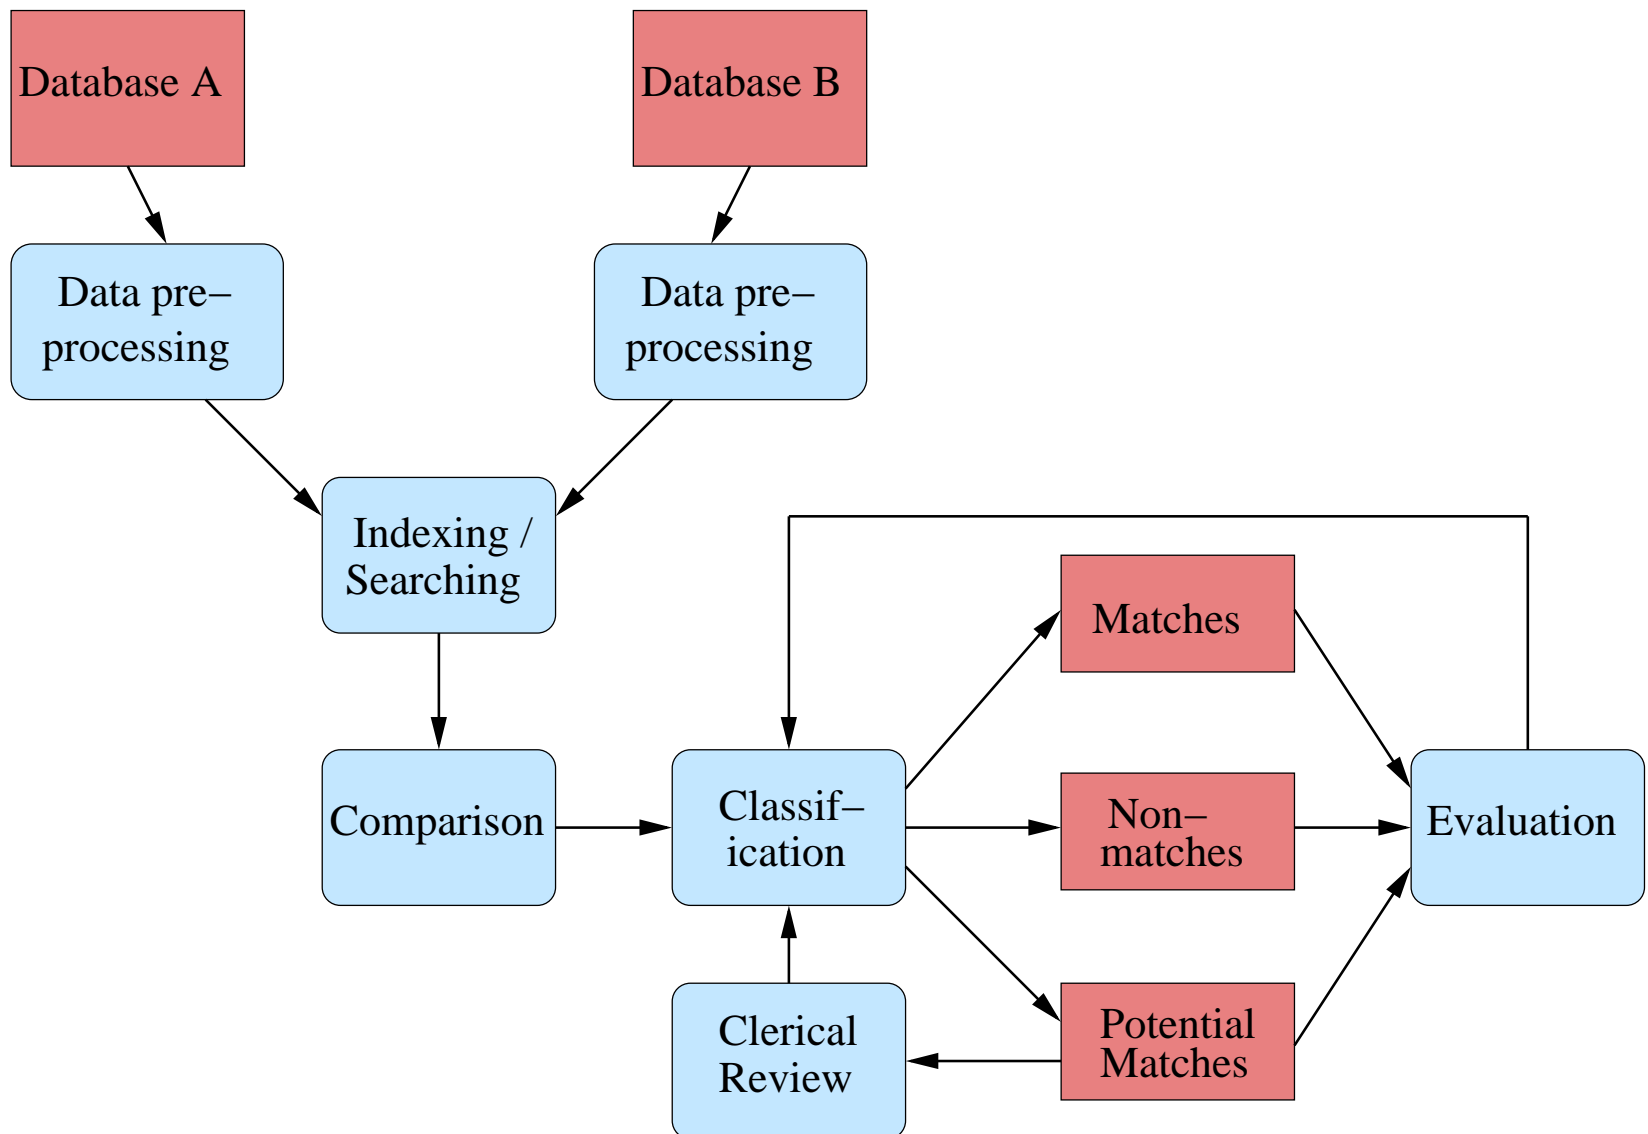 Database A
Database B
Data pre–
processing
Data pre–
processing
Indexing /
Searching
Matches
Comparison
Classif–
ication
Non–
matches
Evaluation
Clerical
Review
Potential
Matches